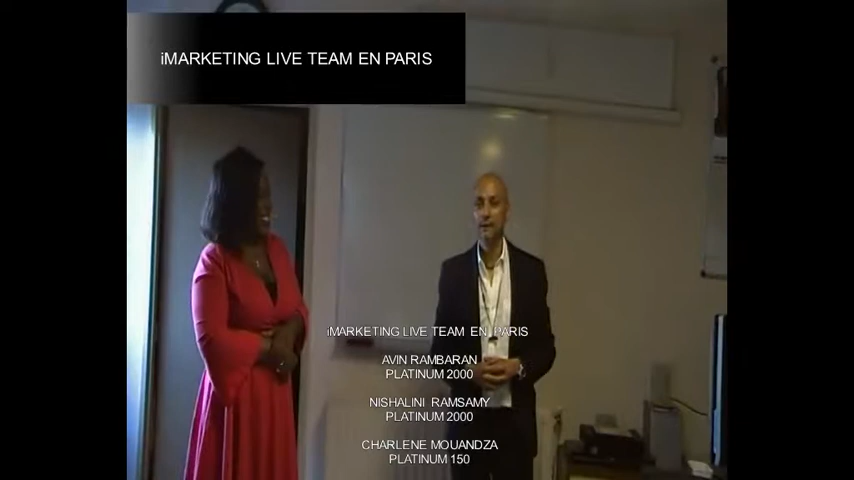 iMARKETING LIVE TEAM EN PARIS
iMARKETING LIVE TEAM EN PARIS
AVIN RAMBARAN
PLATINUM 2000
NISHALINI RAMSAMY
PLATINUM 2000
CHARLENE MOUANDZA
PLATINUM 150